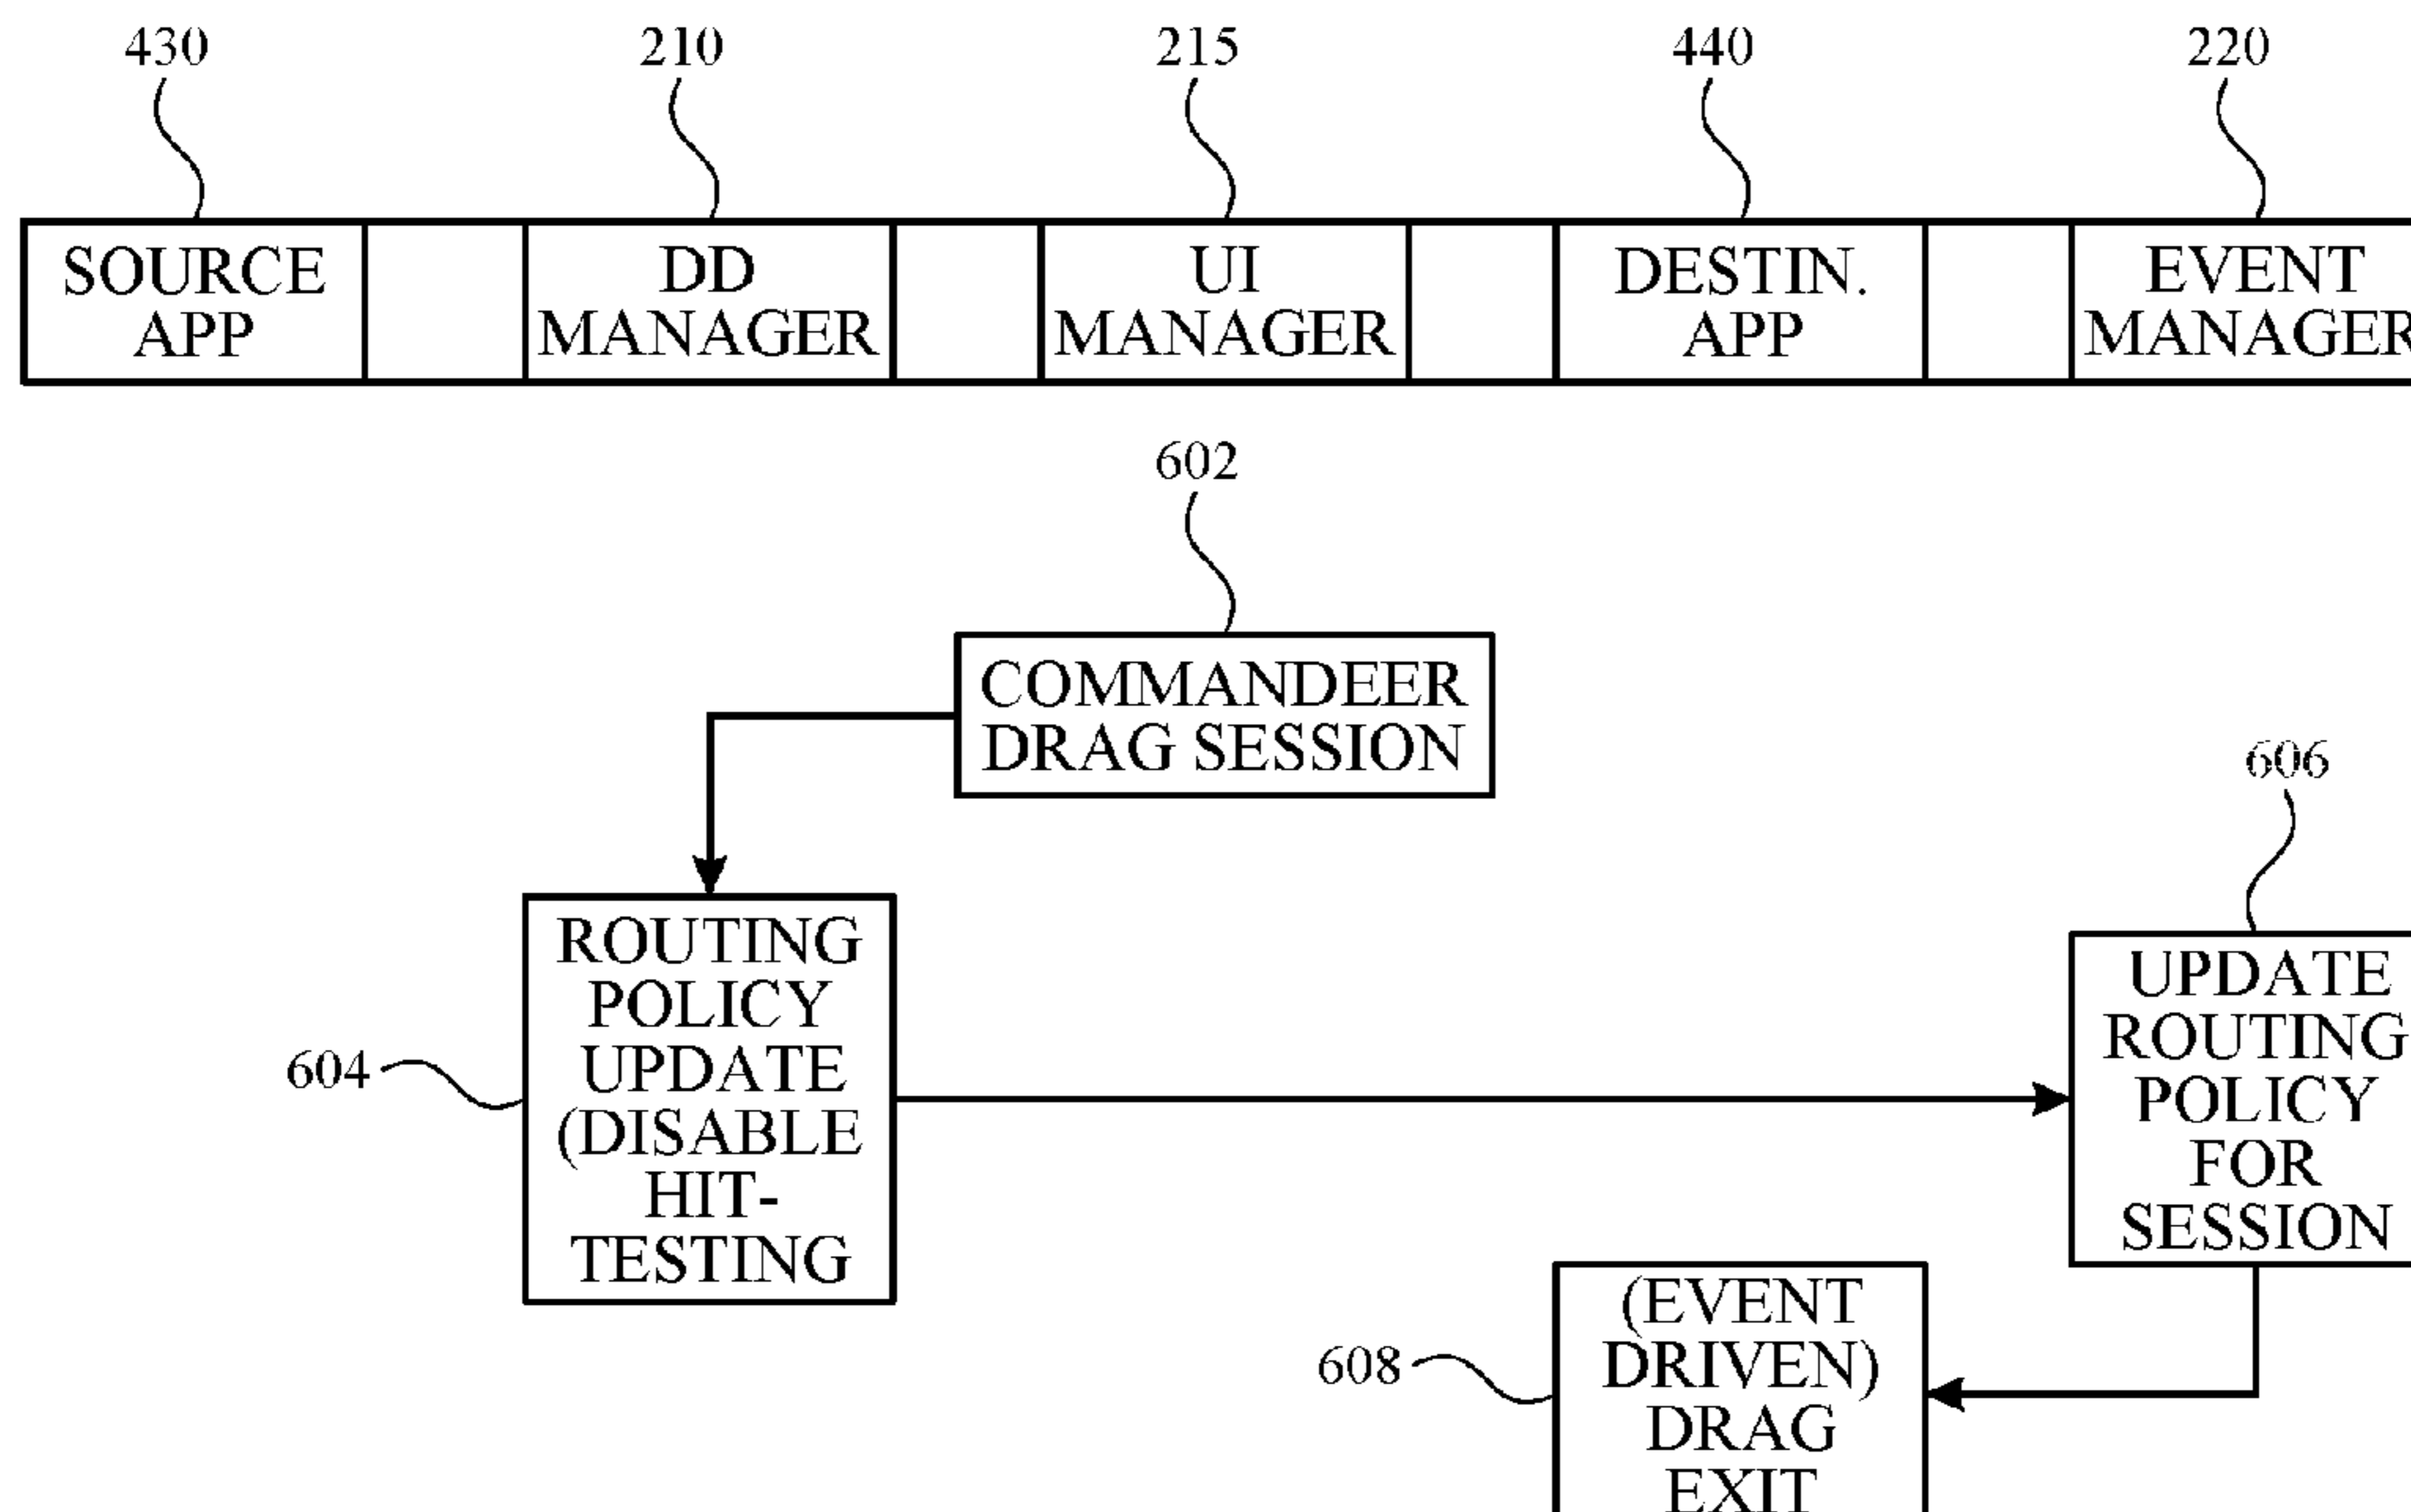 430
210
215
440
220
SOURCE
APP
DD
MANAGER
UI
MANAGER
DESTIN.
APP
EVENT
MANAGER
602
COMMANDEER
DRAG SESSION
606
604
ROUTING
POLICY
UPDATE
(DISABLE
HIT-
TESTING
UPDATE
ROUTING
POLICY
FOR
SESSION
608
(EVENT
DRIVEN)
DRAG
EXIT